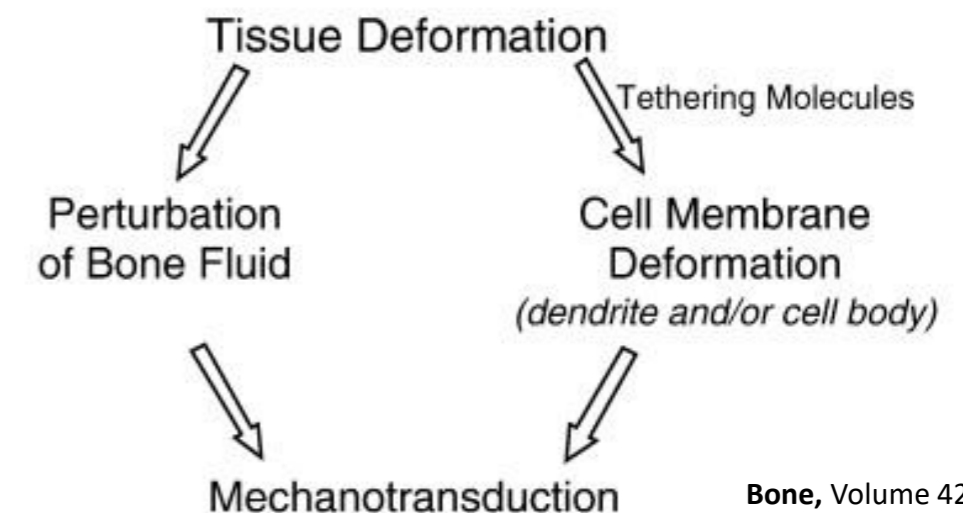 Tissue Deformation
Tethering Molecules
Perturbation
of Bone Fluid
Cell Membrane
Deformation
(dendrite and/or cell body)
Mechanotransduction
Bone, Volume 42